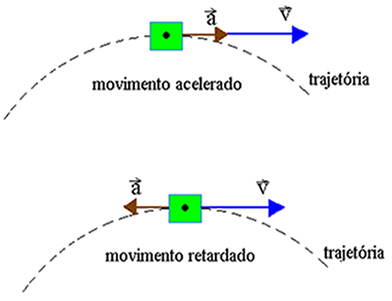 a⃗ v⃗
movimento acelerado
trajetória
a⃗ v⃗
movimento retardado
trajetória